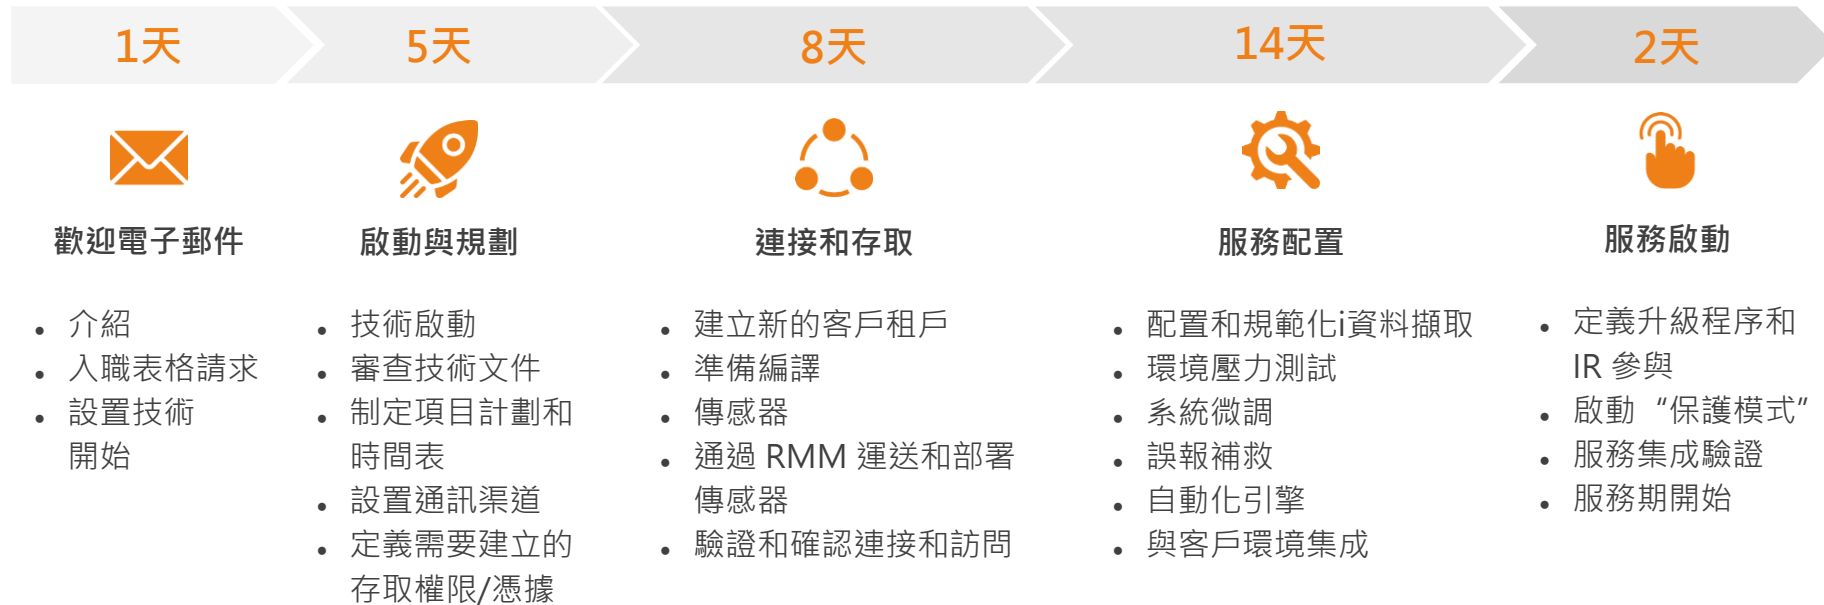 1天
5天
8天
14天
2天
歡迎電子郵件
• 介紹
• 入職表格請求
• 設置技術
開始
啟動與規劃
• 技術啟動
• 審查技術文件
• 制定項目計劃和
時間表
• 設置通訊渠道
• 定義需要建立的
存取權限/憑據
連接和存取
• 建立新的客戶租戶
• 準備編譯
• 傳感器
• 通過 RMM 運送和部署
傳感器
• 驗證和確認連接和訪問
服務配置
• 配置和規範化i資料擷取
• 環境壓力測試
• 系統微調
• 誤報補救
• 自動化引擎
• 與客戶環境集成
服務啟動
• 定義升級程序和
IR 參與
• 啟動“保護模式”
• 服務集成驗證
• 服務期開始